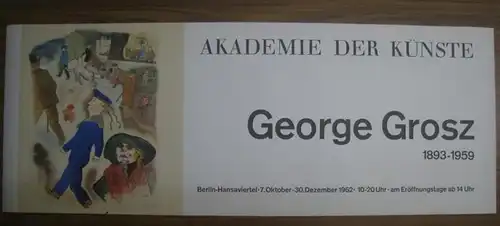 AKADEMIE DER KÜNSTE
George Grosz
1893-1959
Berlin-Hansaviertel·7.Oktober-30.Dezember 1962· 10-20 Uhr · am Eröffnungstage ab 14 Uhr